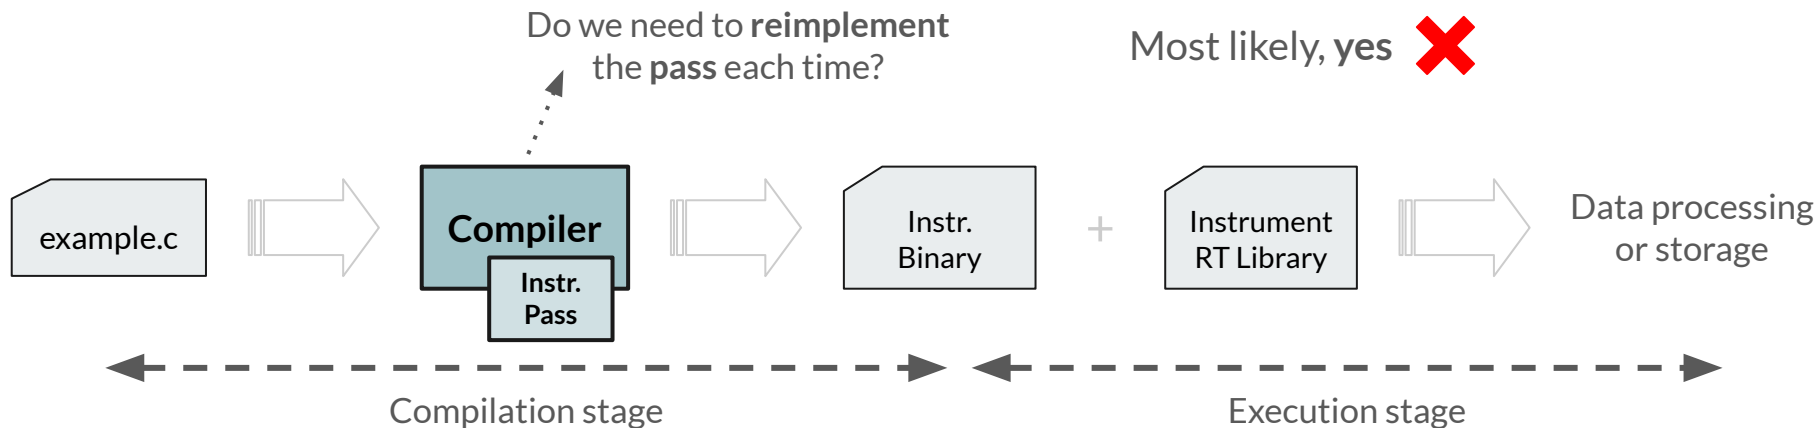 Do we need to reimplement
the pass each time?
Most likely, yes
example.c
Compiler
Instr.
Pass
Instr.
Binary
+
Instrument
RT Library
Data processing
or storage
Compilation stage
Execution stage